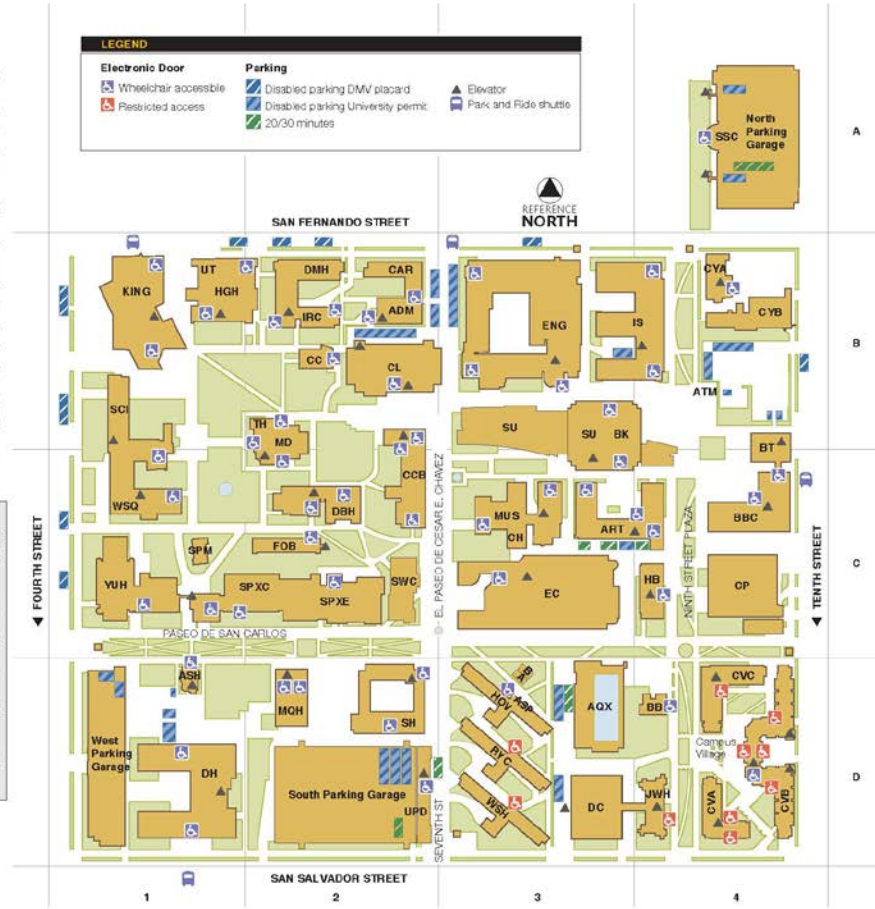 LEGEND
Electronic Door
Wheelchair accessible
Restricted access
Parking
Disabled parking DMV placard
Disabled parking University permit
20/30 minutes
Elevator
Park and Ride shuttle
SSC
North
Parking
Garage
A
REFERENCE
NORTH
SAN FERNANDO STREET
KING
UT
HGH
DMH
IRC
CAR
ADM
ENG
IS
CYA
CYB
B
CC
CL
ATM
SCI
TH
MD
SU
SU
BK
BT
CCB
WSQ
DBH
MUS
CH
ART
BBC
EL PASEO DE CESAR E. CHAVEZ
NINTH STREET PLAZA
FOURTH STREET
TENTH STREET
SPM
FOB
YUH
SPXC
SPXE
SWC
EC
HB
CP
C
PASEO DE SAN CARLOS
ASH
MQH
SH
HOV
ASP
AQX
BB
CVC
Campus
Village
West
Parking
Garage
DH
South Parking Garage
UPD
SEVENTH ST
WSH
DC
JWH
CVA
CVB
D
SAN SALVADOR STREET
1
2
3
4